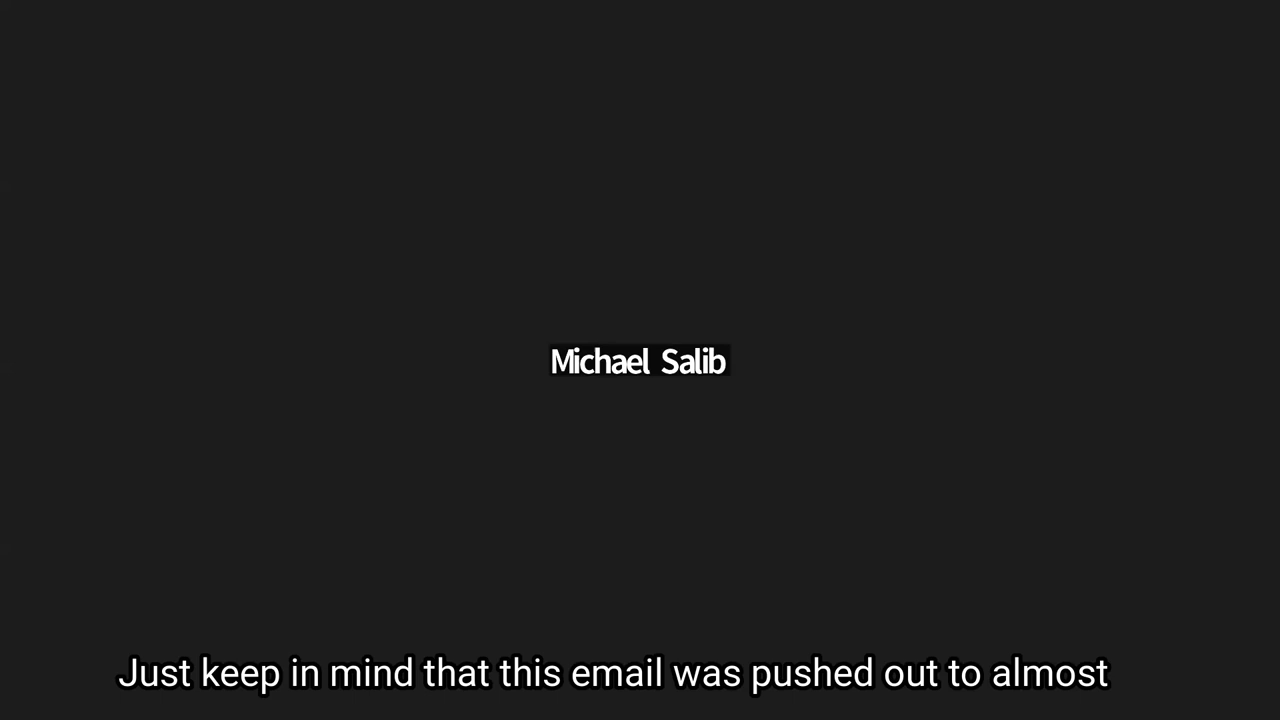 Michael Salib
Just keep in mind that this email was pushed out to almost